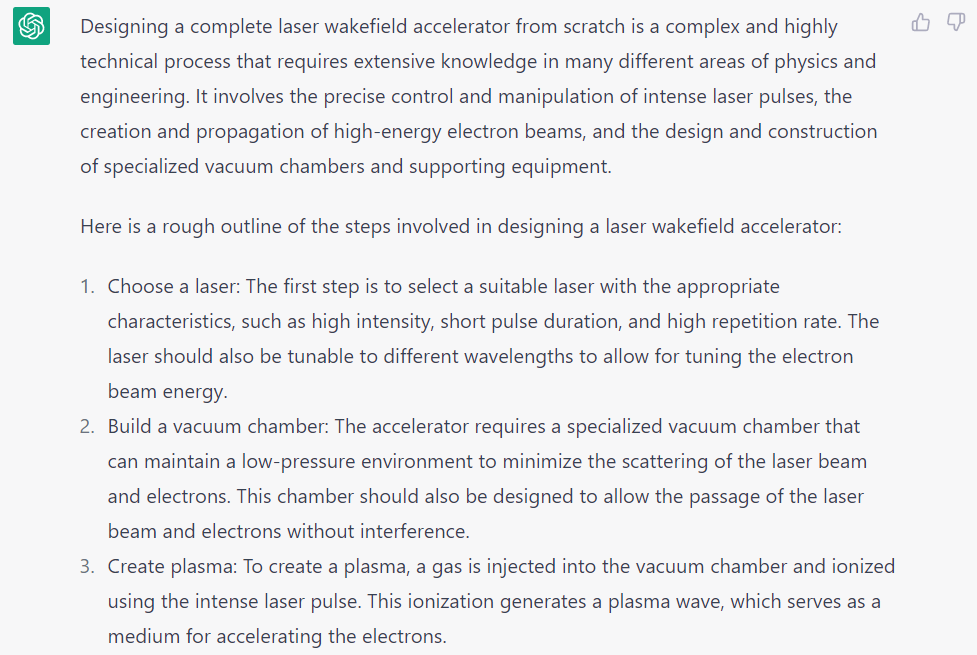 Designing a complete laser wakefield accelerator from scratch is a complex and highly
technical process that requires extensive knowledge in many different areas of physics and
engineering. It involves the precise control and manipulation of intense laser pulses, the
creation and propagation of high-energy electron beams, and the design and construction
of specialized vacuum chambers and supporting equipment.
Here is a rough outline of the steps involved in designing a laser wakefield accelerator:
1. Choose a laser: The first step is to select a suitable laser with the appropriate
characteristics, such as high intensity, short pulse duration, and high repetition rate. The
laser should also be tunable to different wavelengths to allow for tuning the electron
beam energy.
2. Build a vacuum chamber: The accelerator requires a specialized vacuum chamber that
can maintain a low-pressure environment to minimize the scattering of the laser beam
and electrons. This chamber should also be designed to allow the passage of the laser
beam and electrons without interference.
3. Create plasma: To create a plasma, a gas is injected into the vacuum chamber and ionized
using the intense laser pulse. This ionization generates a plasma wave, which serves as a
medium for accelerating the electrons.